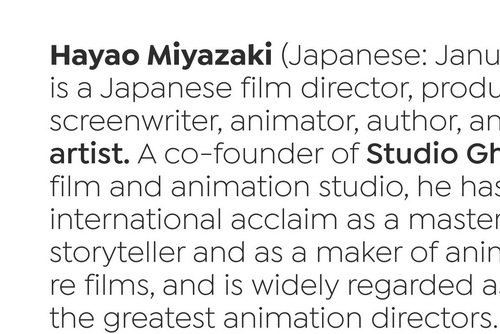 Hayao Miyazaki (Japanese: Janu
is a Japanese film director, produ
screenwriter, animator, author, an
artist. A co-founder of Studio Gh
film and animation studio, he has
international acclaim as a master
storyteller and as a maker of anim
re films, and is widely regarded as
the greatest animation directors.